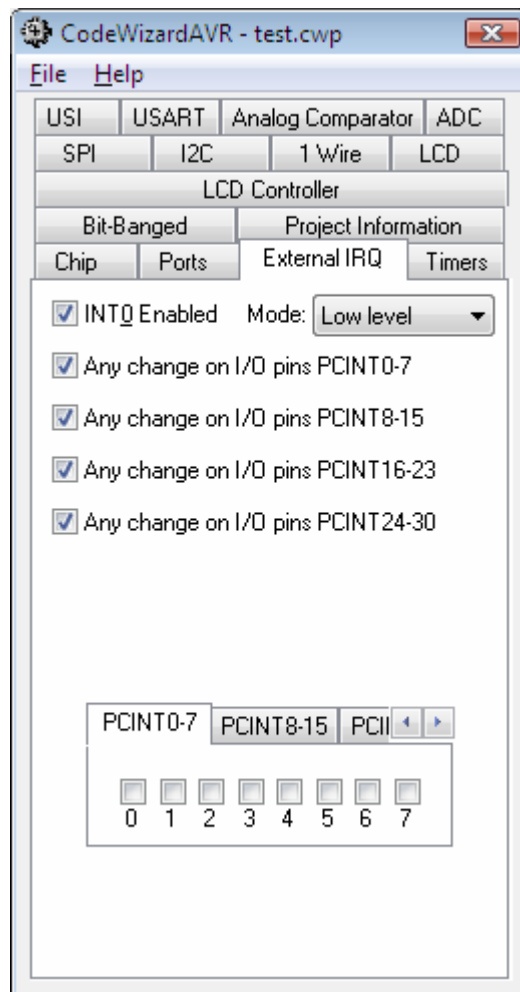 CodeWizardAVR - test.cwp
File Help
USI USART Analog Comparator ADC
SPI I2C 1 Wire LCD
LCD Controller
Bit-Banged Project Information
Chip Ports External IRQ Timers
INT0 Enabled Mode: Low level
Any change on I/O pins PCINT0-7
Any change on I/O pins PCINT8-15
Any change on I/O pins PCINT16-23
Any change on I/O pins PCINT24-30
PCINT0-7 PCINT8-15
0 1 2 3 4 5 6 7